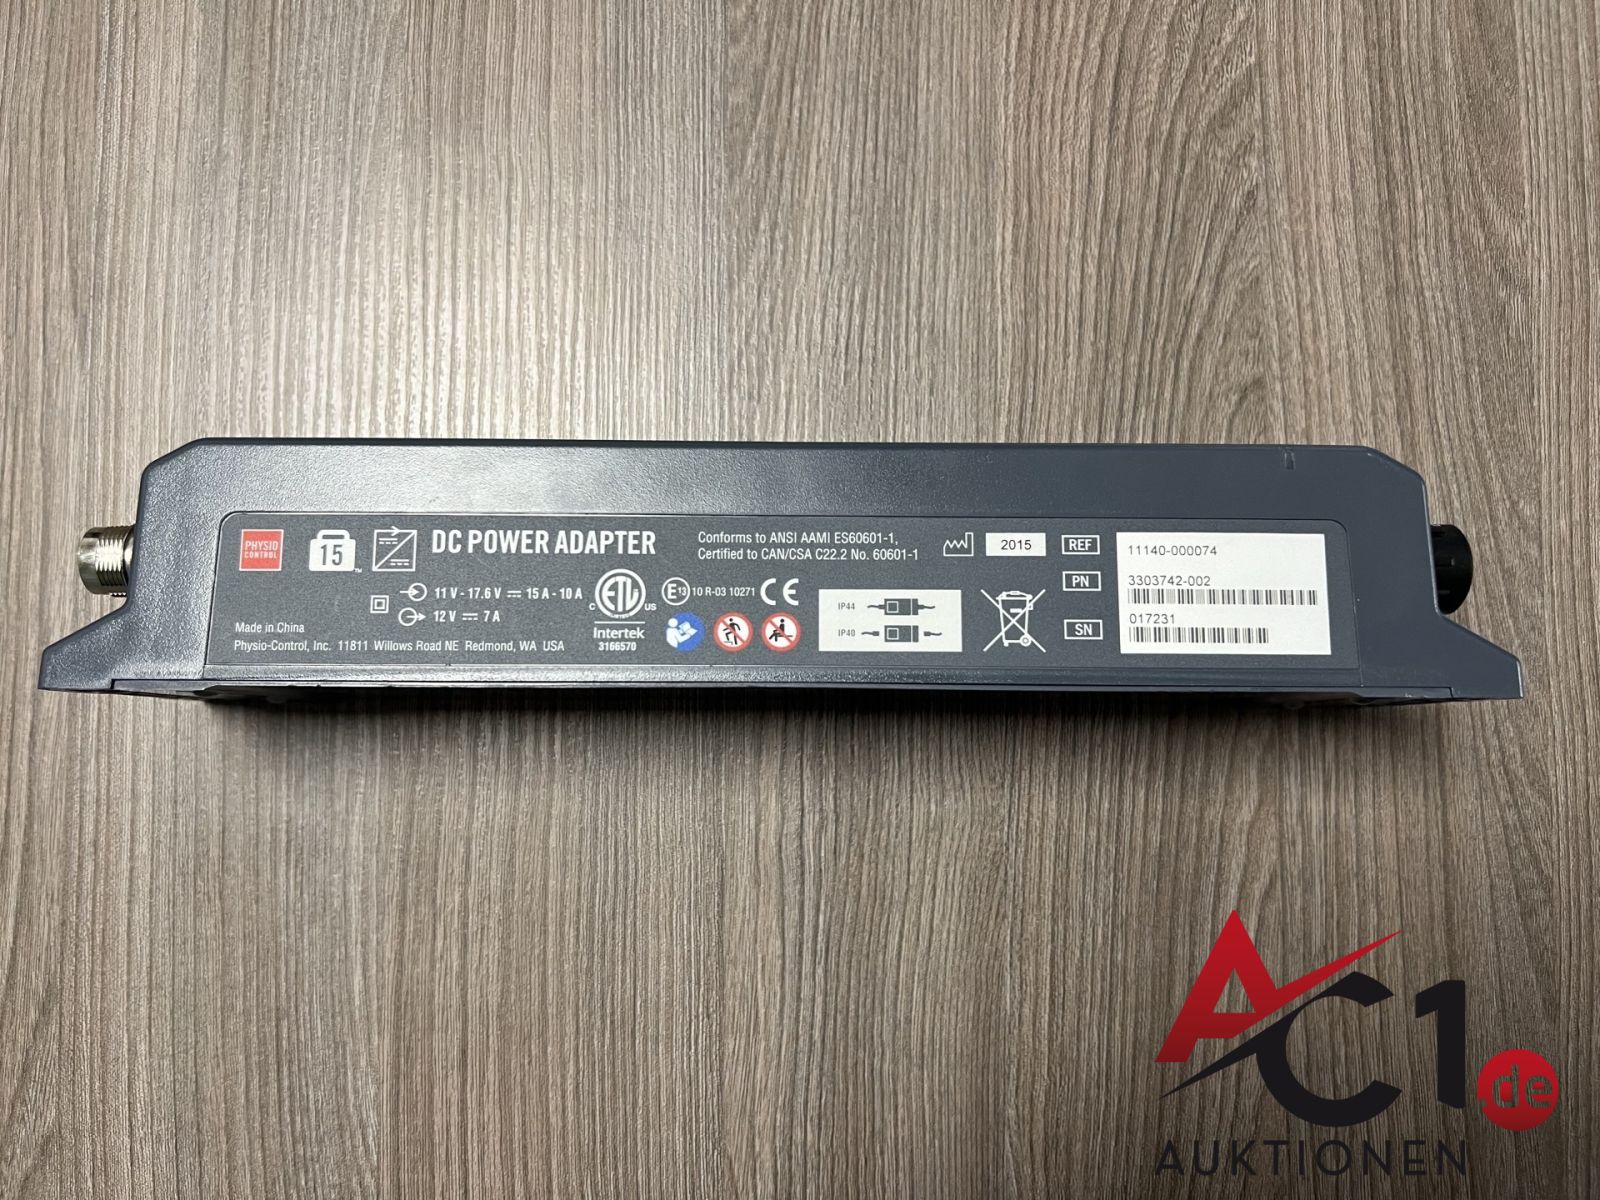 PHYSIO
CONTROL
15™
DC POWER ADAPTER
11 V - 17.6 V 15 A - 10 A
12 V 7 A
Made in China
Physio-Control, Inc. 11811 Willows Road NE Redmond, WA USA
ETL
C US
Intertek
3166570
Conforms to ANSI AAMI ES60601-1,
Certified to CAN/CSA C22.2 No. 60601-1
E13 10 R-03 10271 CE
IP44
IP40
2015
REF
PN
SN
11140-000074
3303742-002
017231
AC1.de
AUKTIONEN